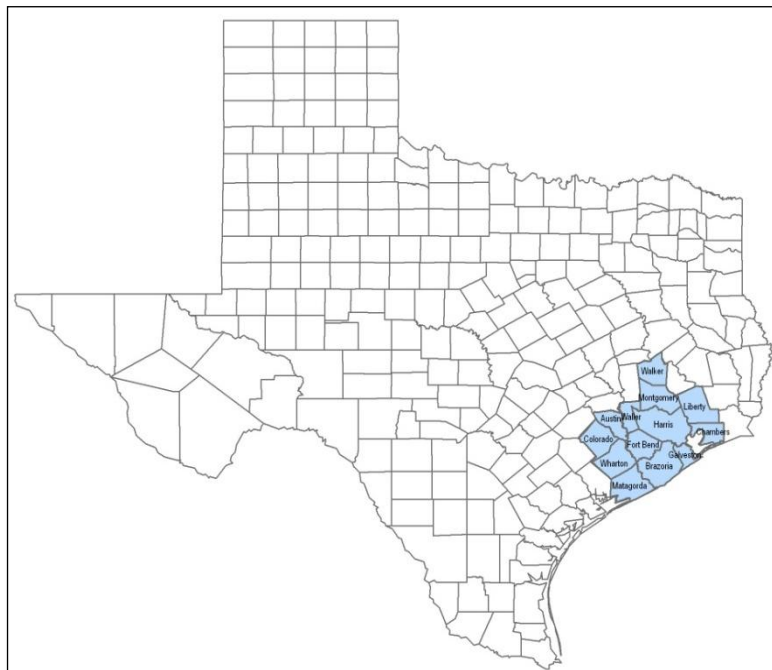 Walker
Montgomery
Liberty
Austin
Waller
Harris
Chambers
Colorado
Fort Bend
Galveston
Wharton
Brazoria
Matagorda